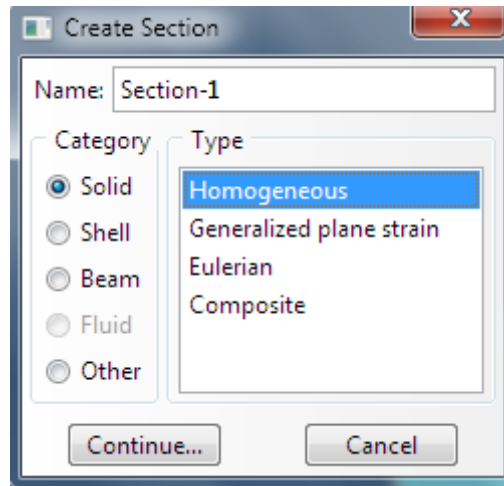 Create Section
Name: Section-1
Category Type
Solid Homogeneous
Shell Generalized plane strain
Beam Eulerian
Fluid Composite
Other
Continue... Cancel